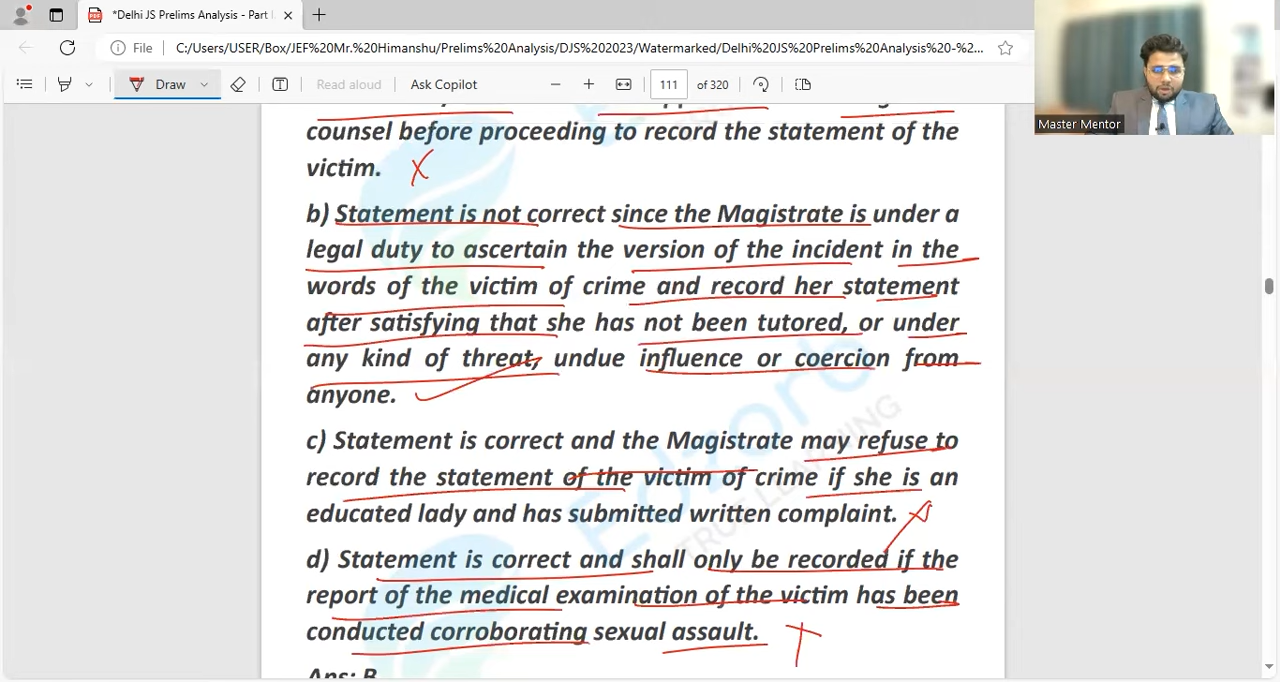 *Delhi JS Prelims Analysis - Part I
File
C:/Users/USER/Box/JEF%20Mr.%20Himanshu/Prelims%20Analysis/DJS%202023/Watermarked/Delhi%20JS%20Prelims%20Analysis%20-%2...
Draw
Read aloud
Ask Copilot
111
of 320
Master Mentor
counsel before proceeding to record the statement of the
victim.
b) Statement is not correct since the Magistrate is under a
legal duty to ascertain the version of the incident in the
words of the victim of crime and record her statement
after satisfying that she has not been tutored, or under
any kind of threat, undue influence or coercion from
anyone.
c) Statement is correct and the Magistrate may refuse to
record the statement of the victim of crime if she is an
educated lady and has submitted written complaint.
d) Statement is correct and shall only be recorded if the
report of the medical examination of the victim has been
conducted corroborating sexual assault.
Ans: B
Edzorb
TRUE LEARNING